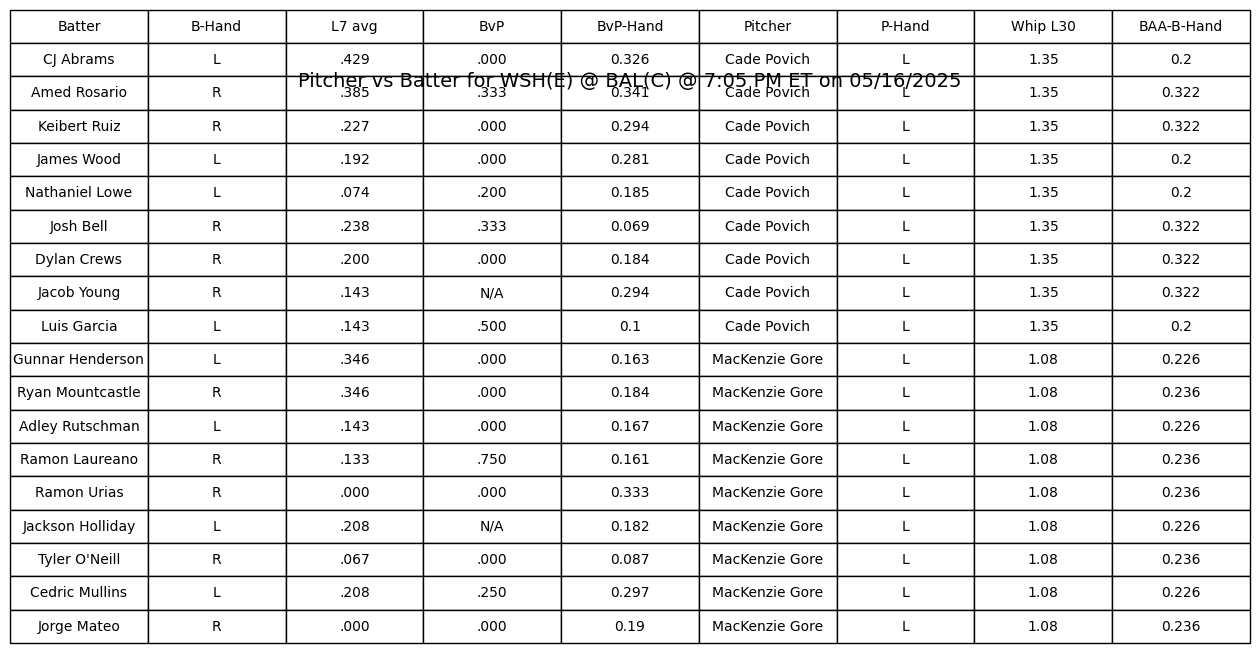 Batter B-Hand L7 avg BvP BvP-Hand Pitcher P-Hand Whip L30 BAA-B-Hand
CJ Abrams L .429 .000 0.326 Cade Povich L 1.35 0.2
Pitcher vs Batter for WSH(E) @ BAL(C) @ 7:05 PM ET on 05/16/2025
Amed Rosario R .385 .333 0.341 Cade Povich L 1.35 0.322
Keibert Ruiz R .227 .000 0.294 Cade Povich L 1.35 0.322
James Wood L .192 .000 0.281 Cade Povich L 1.35 0.2
Nathaniel Lowe L .074 .200 0.185 Cade Povich L 1.35 0.2
Josh Bell R .238 .333 0.069 Cade Povich L 1.35 0.322
Dylan Crews R .200 .000 0.184 Cade Povich L 1.35 0.322
Jacob Young R .143 N/A 0.294 Cade Povich L 1.35 0.322
Luis Garcia L .143 .500 0.1 Cade Povich L 1.35 0.2
Gunnar Henderson L .346 .000 0.163 MacKenzie Gore L 1.08 0.226
Ryan Mountcastle R .346 .000 0.184 MacKenzie Gore L 1.08 0.236
Adley Rutschman L .143 .000 0.167 MacKenzie Gore L 1.08 0.226
Ramon Laureano R .133 .750 0.161 MacKenzie Gore L 1.08 0.236
Ramon Urias R .000 .000 0.333 MacKenzie Gore L 1.08 0.236
Jackson Holliday L .208 N/A 0.182 MacKenzie Gore L 1.08 0.226
Tyler O'Neill R .067 .000 0.087 MacKenzie Gore L 1.08 0.236
Cedric Mullins L .208 .250 0.297 MacKenzie Gore L 1.08 0.226
Jorge Mateo R .000 .000 0.19 MacKenzie Gore L 1.08 0.236